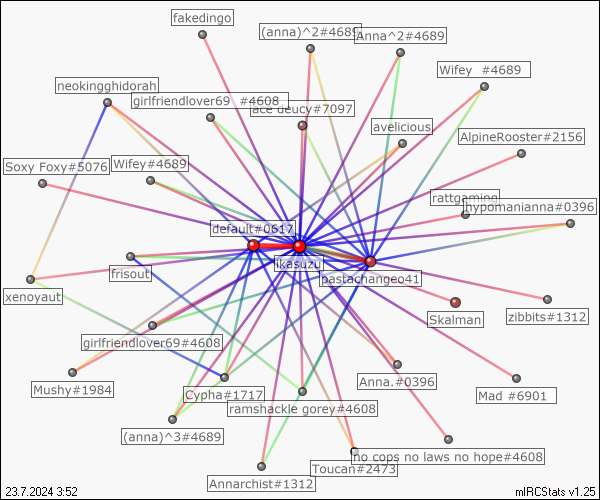 fakedingo
(anna)^2#4689
Anna^2#4689
Wifey #4689
neokingghidorah
girlfriendlover69 #4608
ace deucy#7097
avelicious
AlpineRooster#2156
Soxy Foxy#5076
Wifey#4689
rattgaming
hypomanianna#0396
default#0617
ikasuzu
pastachangeo41
frisout
xenoyaut
Skalman
zibbits#1312
girlfriendlover69#4608
Mushy#1984
Cypha#1717
Anna.#0396
Mad #6901
ramshackle gorey#4608
(anna)^3#4689
no cops no laws no hope#4608
Toucan#2473
Annarchist#1312
23.7.2024 3:52
mIRCStats v1.25